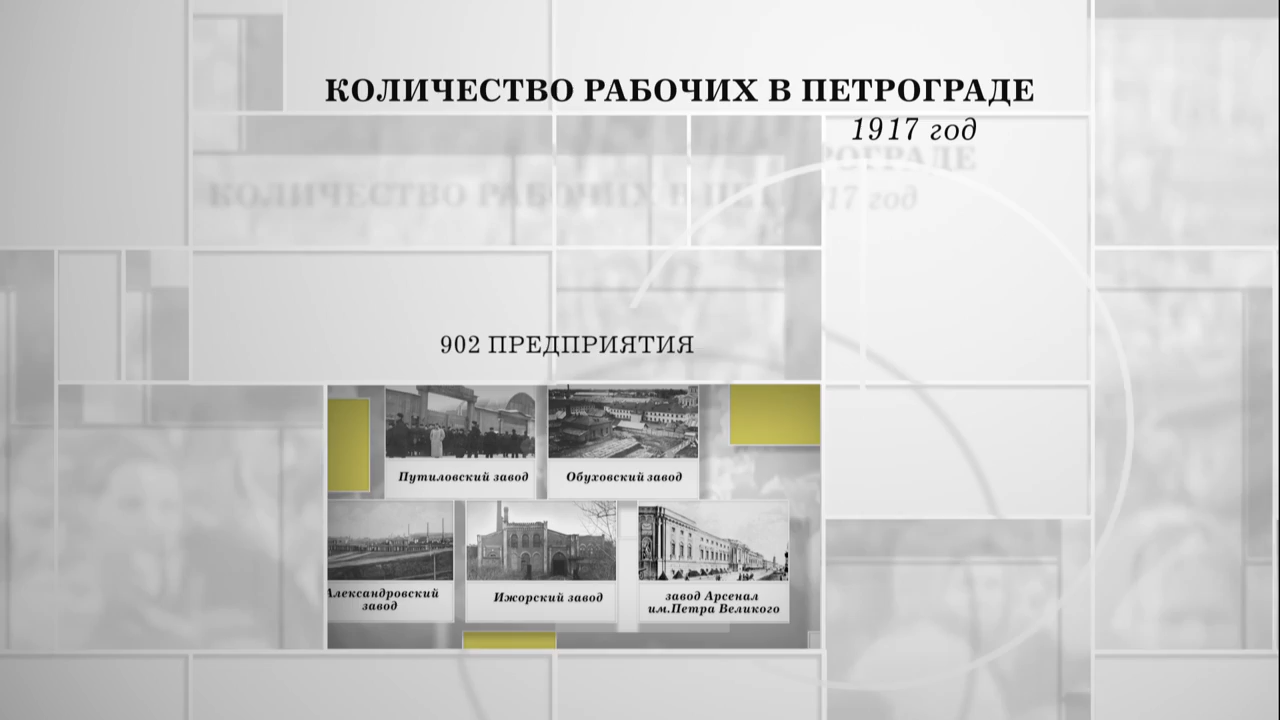 КОЛИЧЕСТВО РАБОЧИХ В ПЕТРОГРАДЕ
1917 год
902 ПРЕДПРИЯТИЯ
Путиловский завод
Обуховский завод
Александровский
завод
Ижорский завод
завод Арсенал
им.Петра Великого